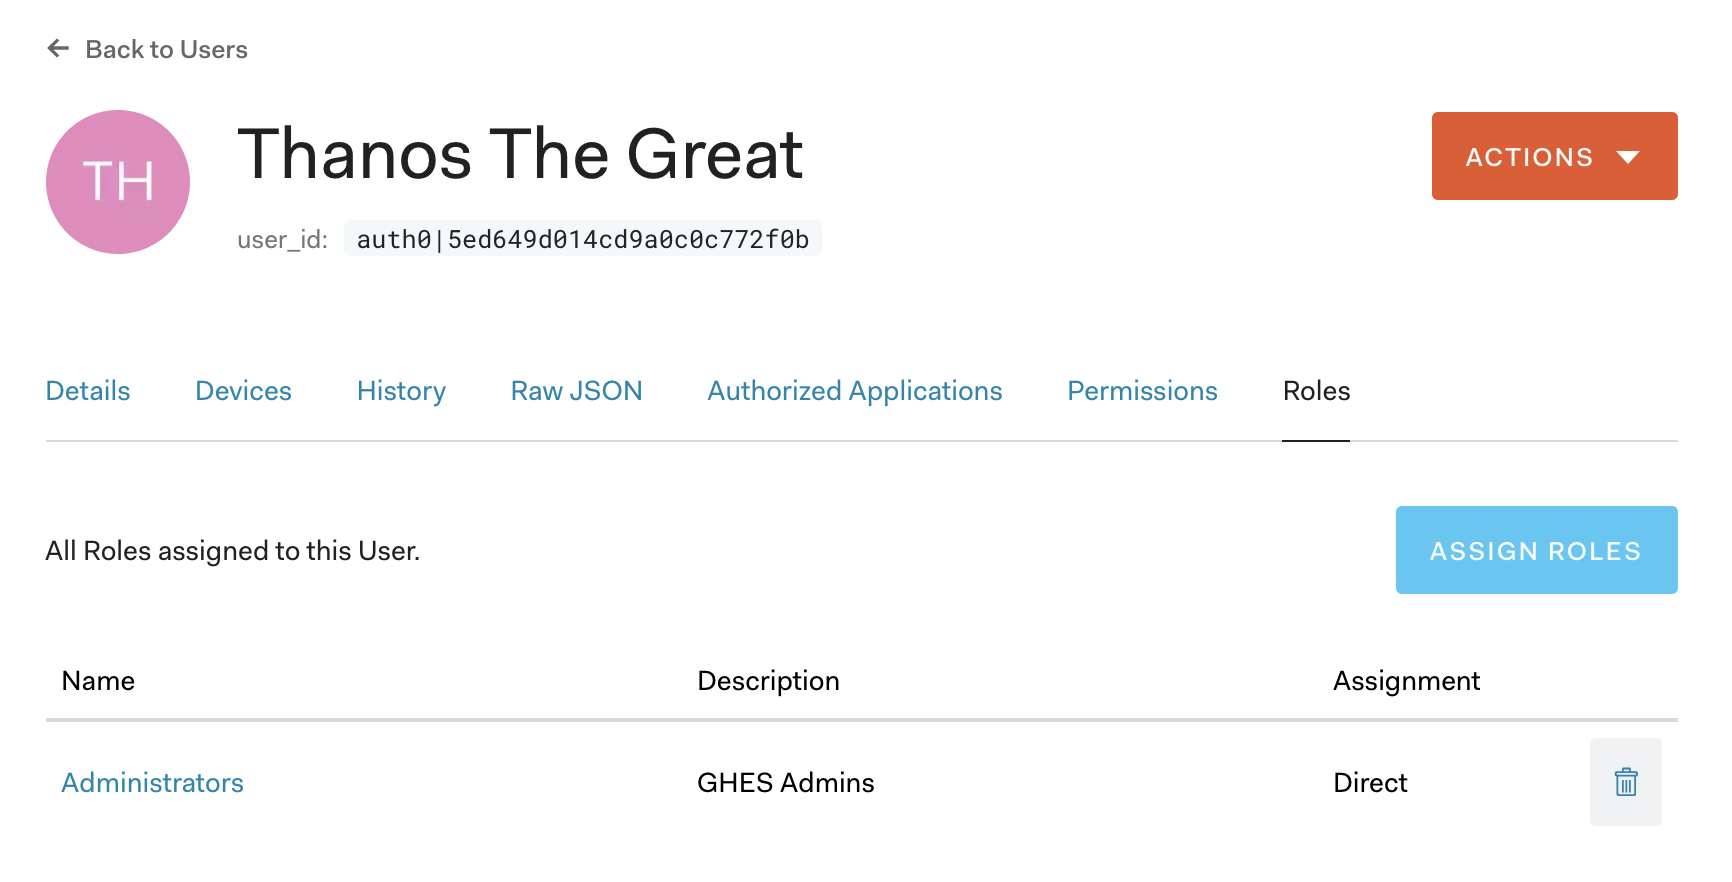 Back to Users
TH
Thanos The Great
ACTIONS
user_id: auth0|5ed649d014cd9a0c0c772f0b
Details Devices History Raw JSON Authorized Applications Permissions Roles
All Roles assigned to this User.
ASSIGN ROLES
Name Description Assignment
Administrators GHES Admins Direct